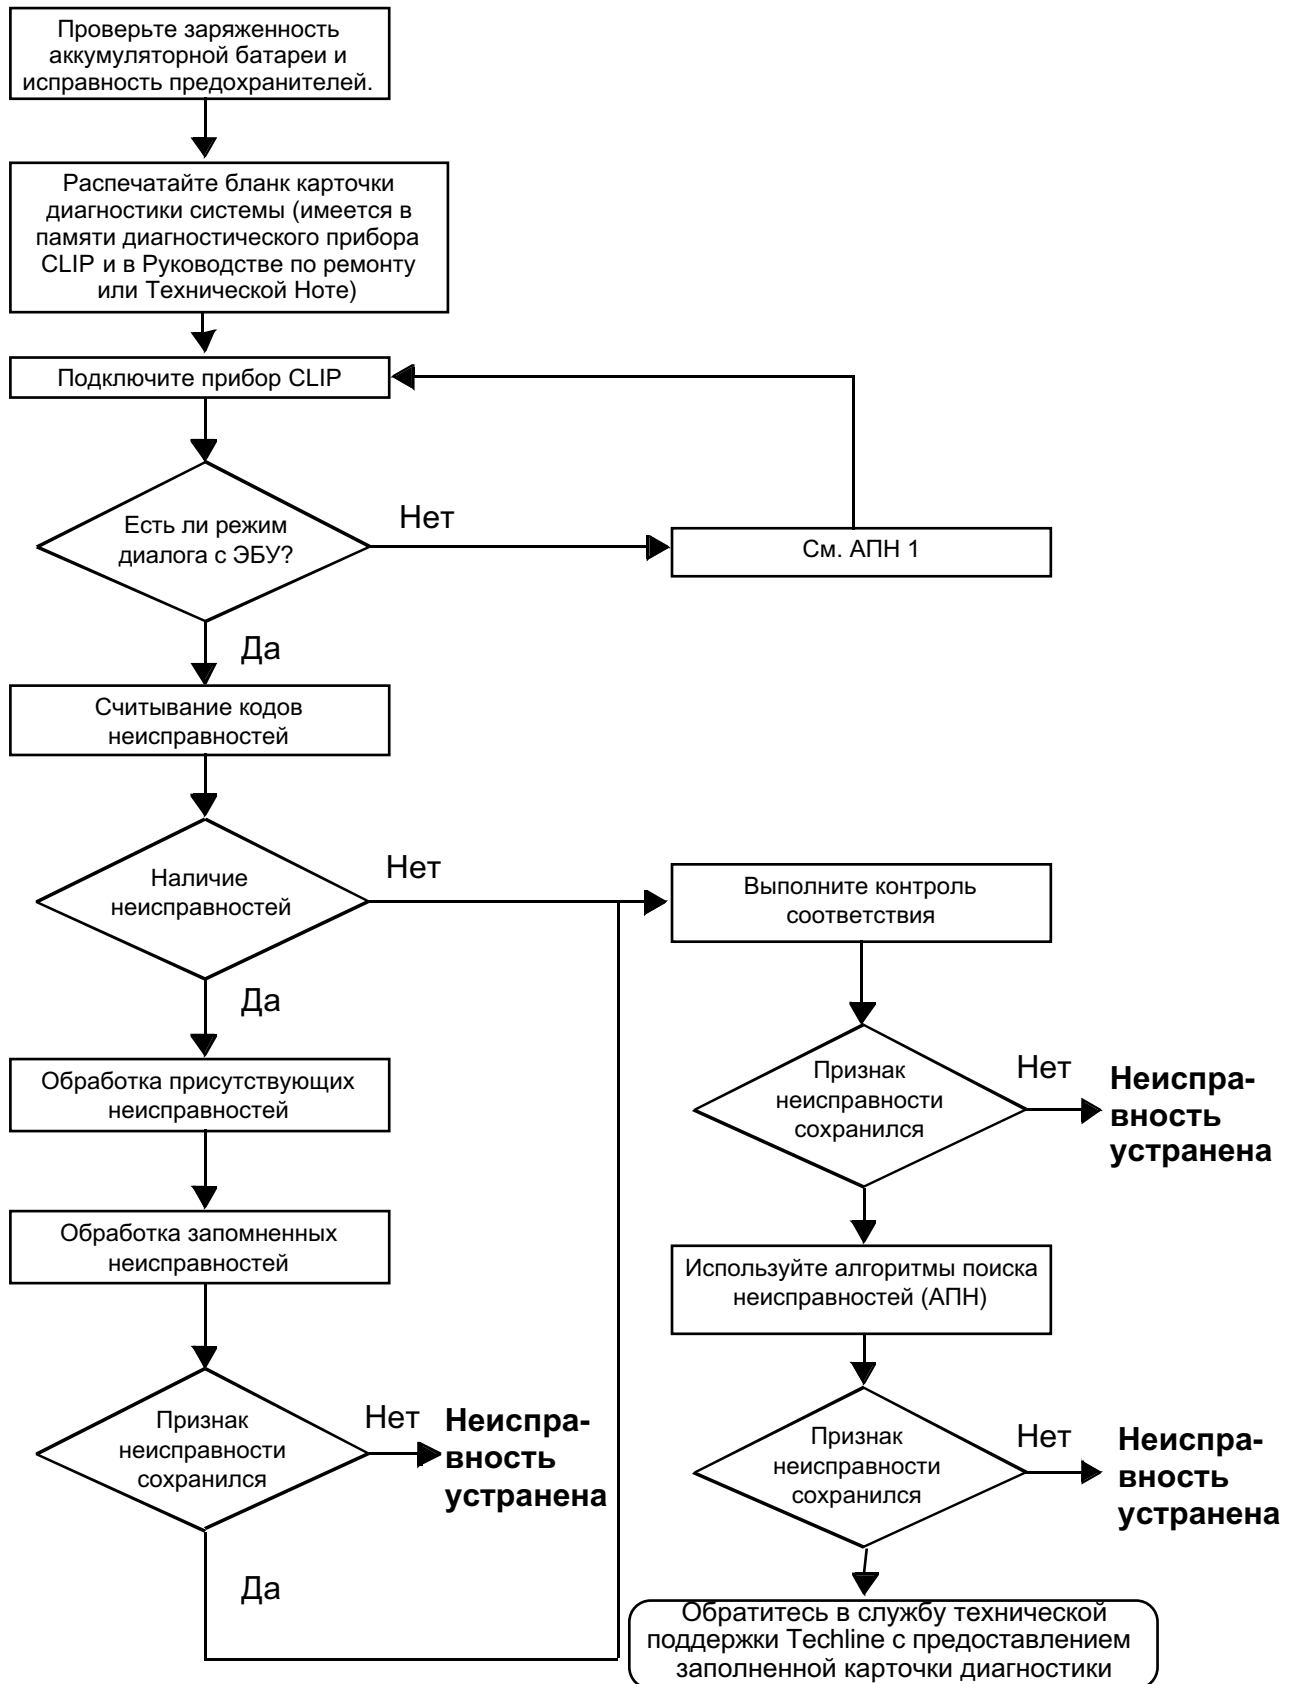 Проверьте заряженность
аккумуляторной батареи и
исправность предохранителей.
Распечатайте бланк карточки
диагностики системы (имеется в
памяти диагностического прибора
CLIP и в Руководстве по ремонту
или Технической Ноте)
Подключите прибор CLIP
Есть ли режим
диалога с ЭБУ?
Нет
См. АПН 1
Да
Считывание кодов
неисправностей
Наличие
неисправностей
Нет
Выполните контроль
соответствия
Да
Обработка присутствующих
неисправностей
Признак
неисправности
сохранился
Нет
Неиспра-
вность
устранена
Обработка запомненных
неисправностей
Используйте алгоритмы поиска
неисправностей (АПН)
Признак
неисправности
сохранился
Нет
Неиспра-
вность
устранена
Признак
неисправности
сохранился
Нет
Неиспра-
вность
устранена
Да
Обратитесь в службу технической
поддержки Techline с предоставлением
заполненной карточки диагностики